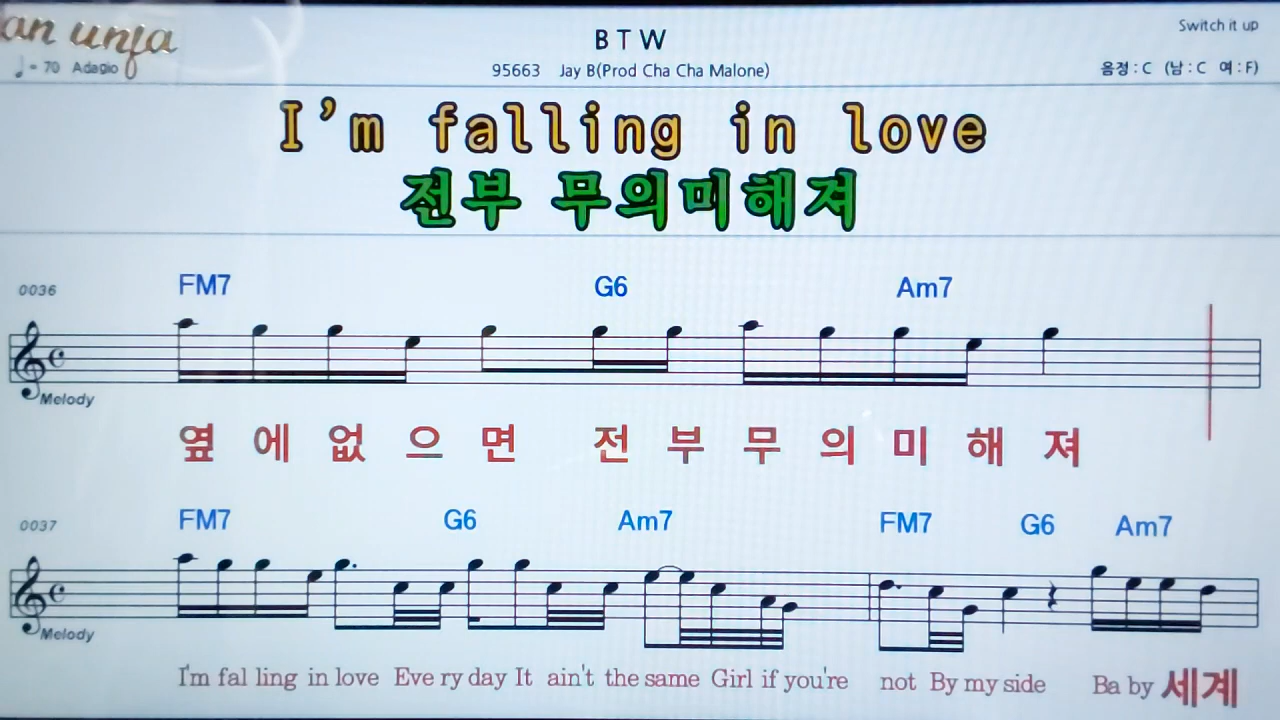 an unja
BTW
Switch it up
♩= 70 Adagio
95663 Jay B(Prod Cha Cha Malone)
음정 : C (남 : C 여 : F)
I'm falling in love
전부 무의미해져
0036
FM7 G6 Am7
Melody
옆 에 없 으 면 전 부 무 의 미 해 져
0037
FM7 G6 Am7 FM7 G6 Am7
Melody
I'm fal ling in love Eve ry day It ain't the same Girl if you're not By my side Ba by 세계